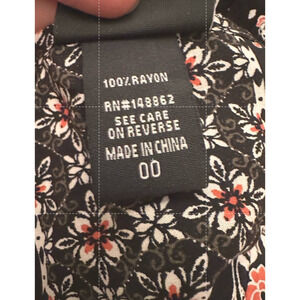 100% RAYON
RN#148862
SEE CARE
ON REVERSE
MADE IN CHINA
00